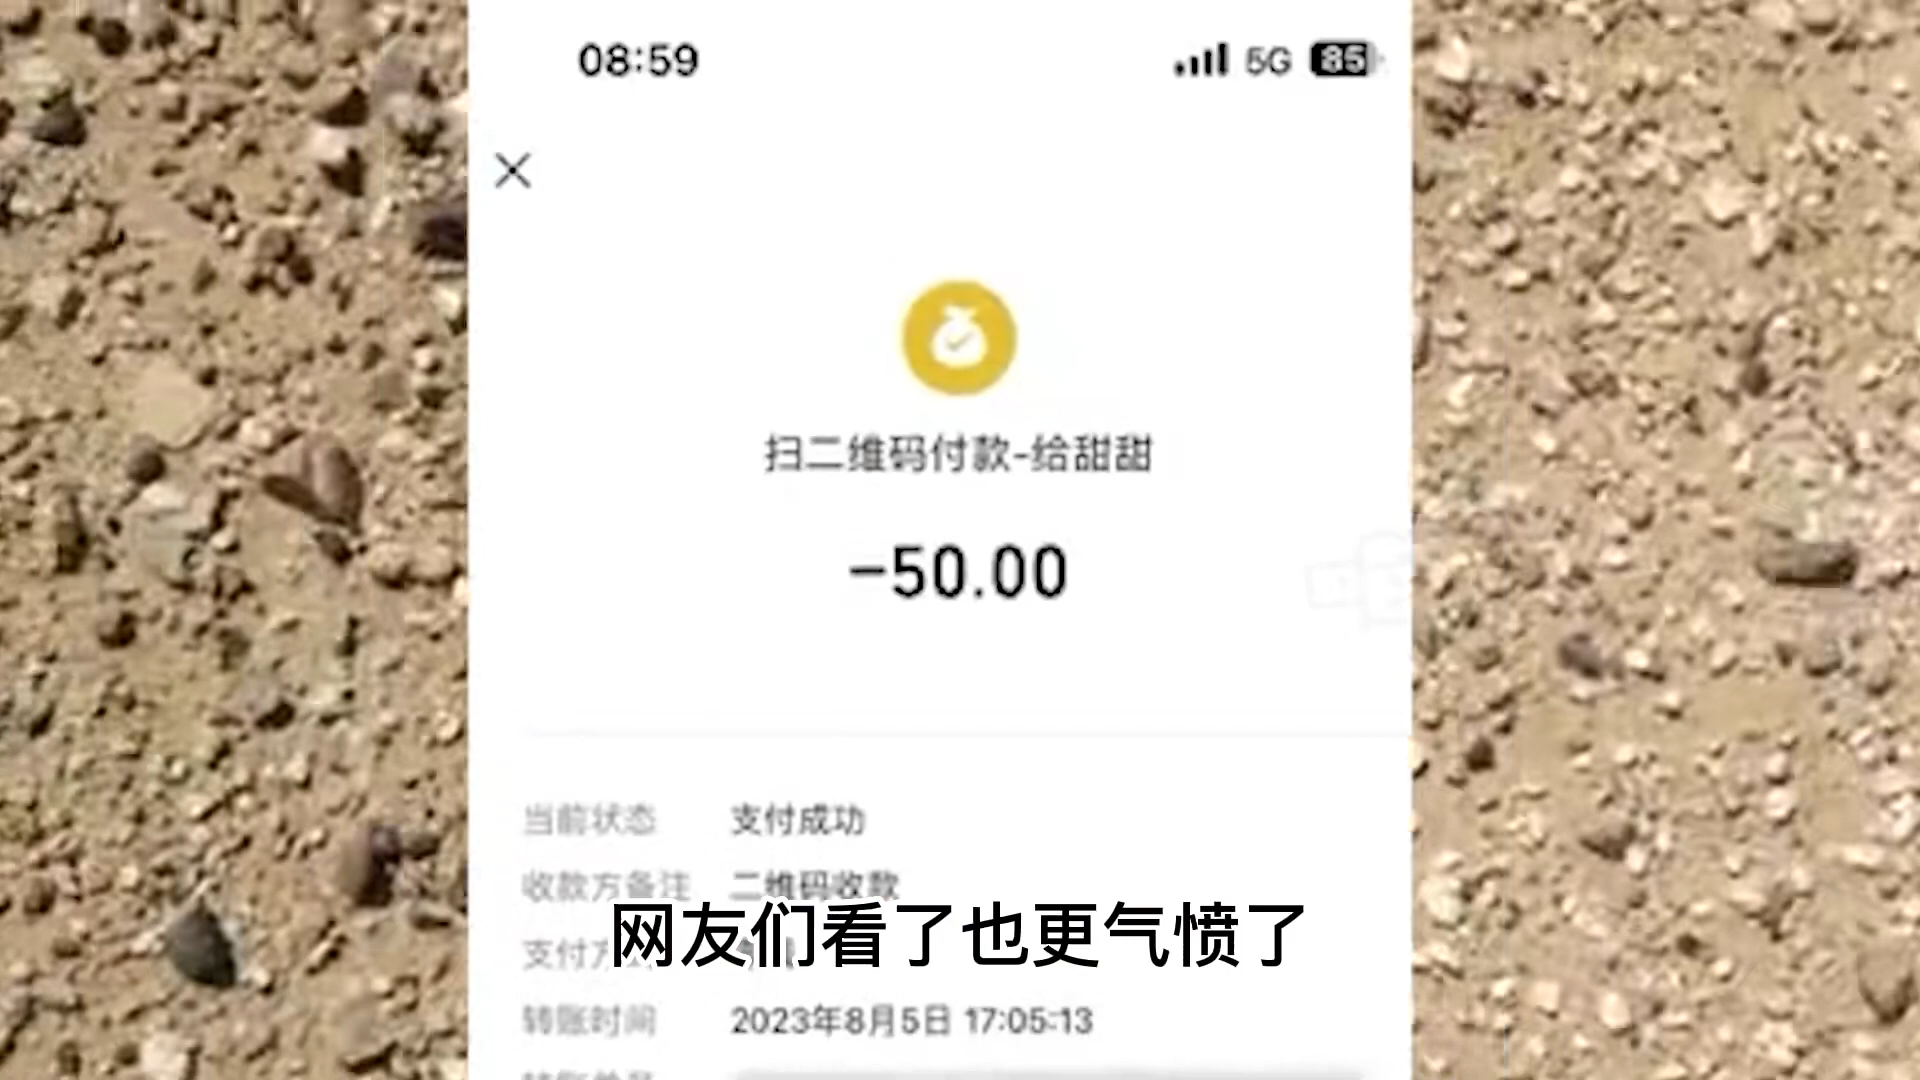 08:59
5G 85
扫二维码付款-给甜甜
-50.00
当前状态 支付成功
收款方备注 二维码收款
网友们看了也更气愤了
支付方
转账时间 2023年8月5日 17:05:13